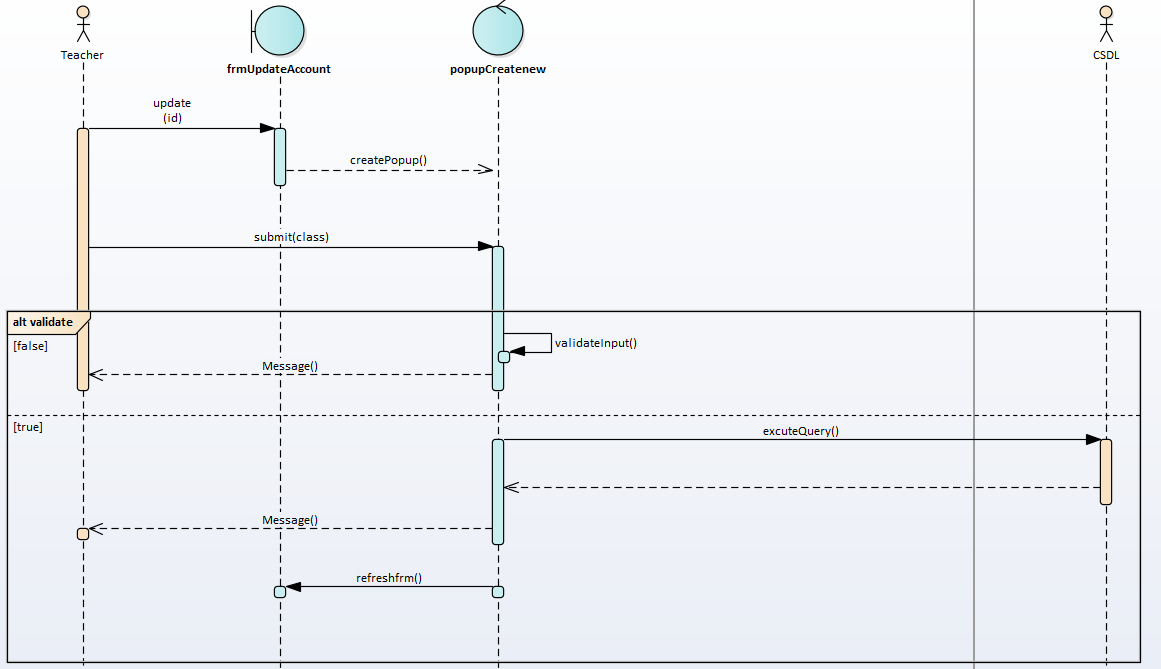 Teacher
frmUpdateAccount
popupCreatenew
CSDL
update
(id)
createPopup()
submit(class)
alt validate
[false]
validateInput()
Message()
[true]
excuteQuery()
Message()
refreshfrm()